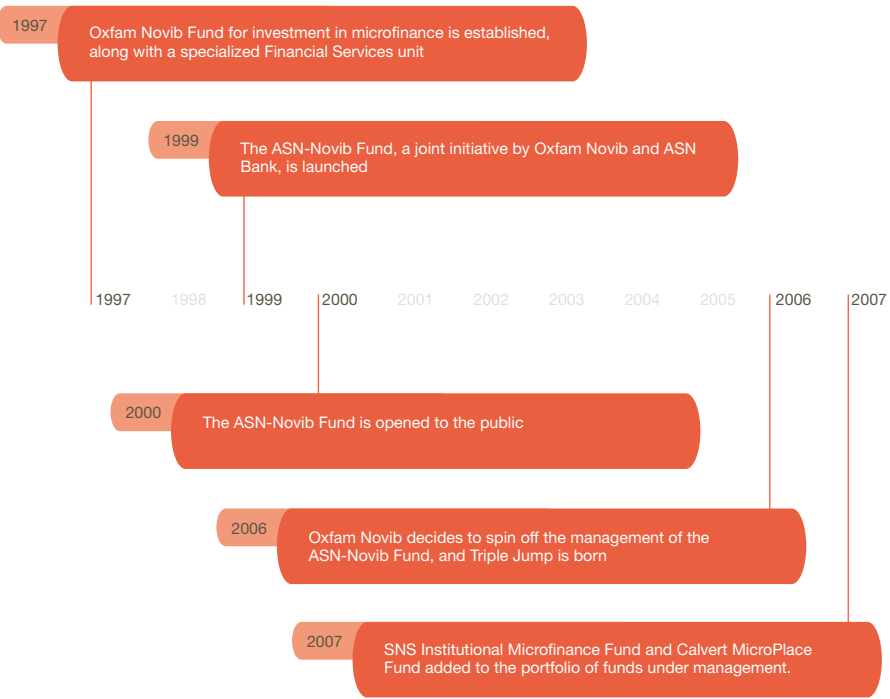 1997
Oxfam Novib Fund for investment in microfinance is established,
along with a specialized Financial Services unit
1999
The ASN-Novib Fund, a joint initiative by Oxfam Novib and ASN
Bank, is launched
1997 1998 1999 2000 2001 2002 2003 2004 2005 2006 2007
2000
The ASN-Novib Fund is opened to the public
2006
Oxfam Novib decides to spin off the management of the
ASN-Novib Fund, and Triple Jump is born
2007
SNS Institutional Microfinance Fund and Calvert MicroPlace
Fund added to the portfolio of funds under management.